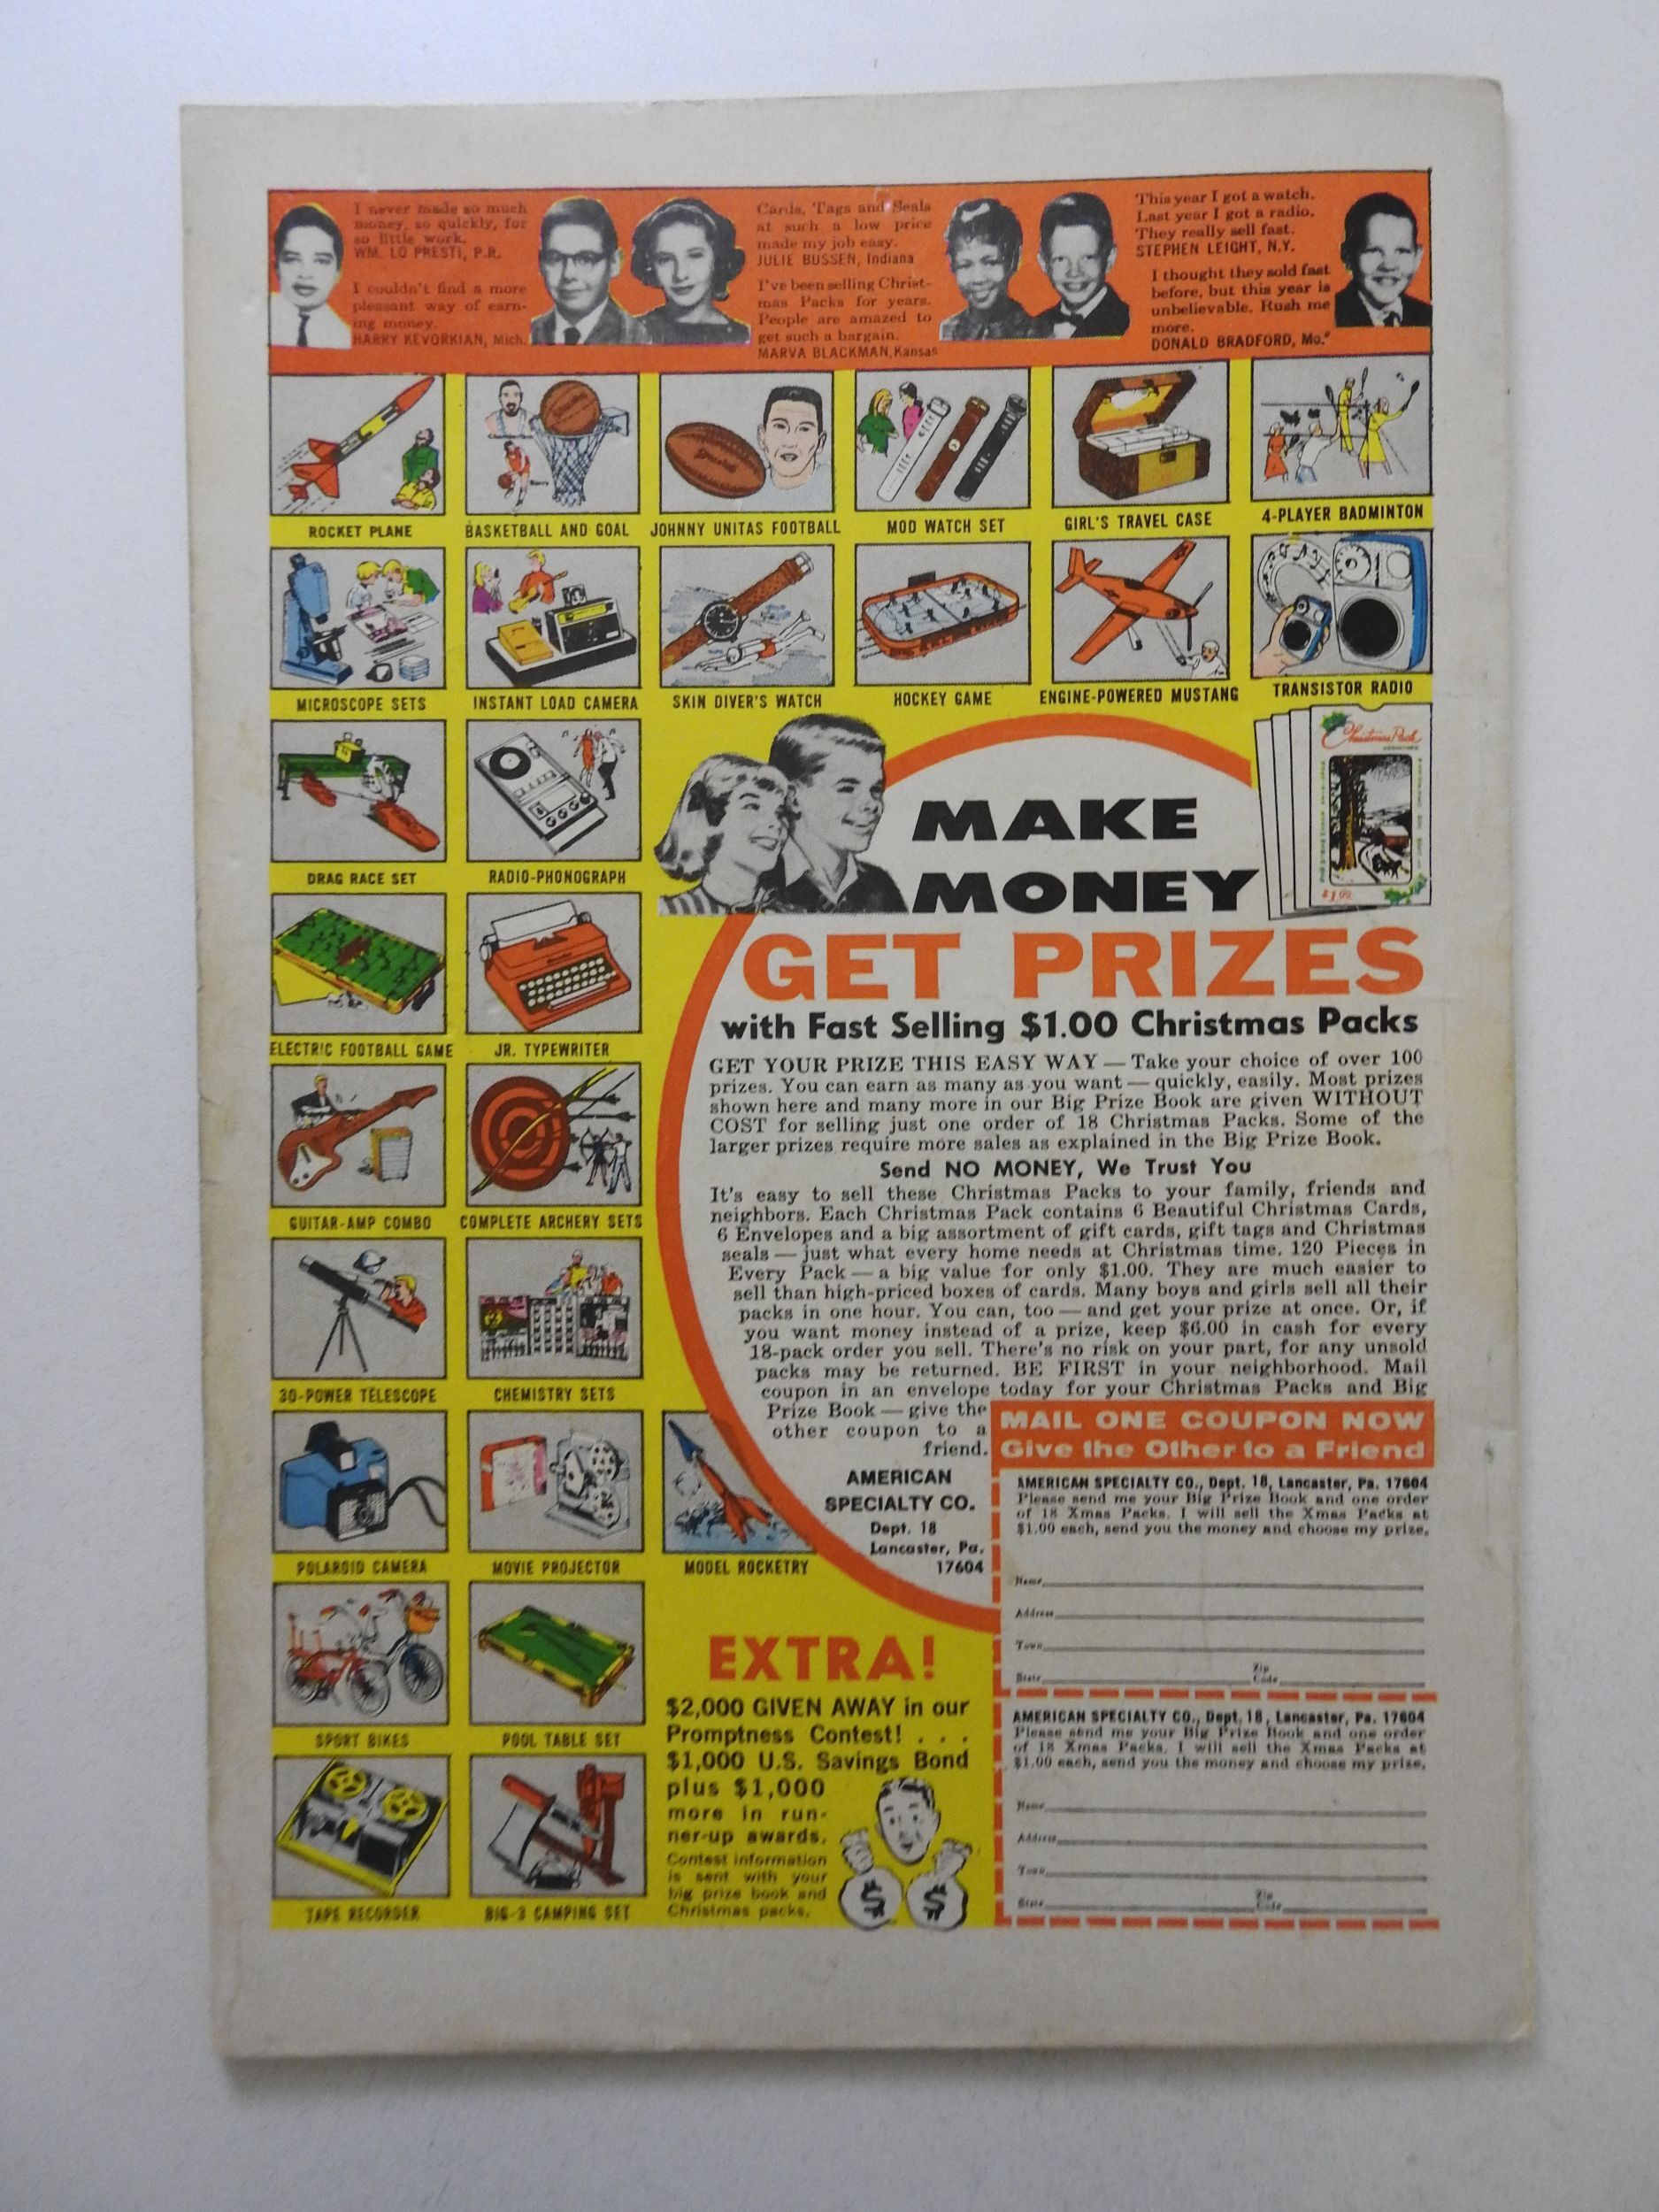 I never made so much
money, so quickly, for
so little work.
WM. LO PRESTI, P.R.
I couldn't find a more
pleasant way of earn-
ing money.
HARRY KEVORKIAN, Mich.
Cards, Tags and Seals
at such a low price
made my job easy.
JULIE BUSSEN, Indiana
I've been selling Christ-
mas Packs for years.
People are amazed to
get such a bargain.
MARVA BLACKMAN, Kansas
This year I got a watch.
Last year I got a radio.
They really sell fast.
STEPHEN LEIGHT, N.Y.
I thought they sold fast
before, but this year is
unbelievable. Rush me
more.
DONALD BRADFORD, Mo."
ROCKET PLANE
BASKETBALL AND GOAL
JOHNNY UNITAS FOOTBALL
MOD WATCH SET
GIRL'S TRAVEL CASE
4-PLAYER BADMINTON
MICROSCOPE SETS
INSTANT LOAD CAMERA
SKIN DIVER'S WATCH
HOCKEY GAME
ENGINE-POWERED MUSTANG
TRANSISTOR RADIO
DRAG RACE SET
RADIO-PHONOGRAPH
ELECTRIC FOOTBALL GAME
JR. TYPEWRITER
GUITAR-AMP COMBO
COMPLETE ARCHERY SETS
30-POWER TELESCOPE
CHEMISTRY SETS
POLAROID CAMERA
MOVIE PROJECTOR
MODEL ROCKETRY
SPORT BIKES
POOL TABLE SET
TAPE RECORDER
BIG-3 CAMPING SET
Christmas Pack
$1.00
MAKE
MONEY
GET PRIZES
with Fast Selling $1.00 Christmas Packs
GET YOUR PRIZE THIS EASY WAY — Take your choice of over 100
prizes. You can earn as many as you want — quickly, easily. Most prizes
shown here and many more in our Big Prize Book are given WITHOUT
COST for selling just one order of 18 Christmas Packs. Some of the
larger prizes require more sales as explained in the Big Prize Book.
Send NO MONEY, We Trust You
It's easy to sell these Christmas Packs to your family, friends and
neighbors. Each Christmas Pack contains 6 Beautiful Christmas Cards,
6 Envelopes and a big assortment of gift cards, gift tags and Christmas
seals — just what every home needs at Christmas time. 120 Pieces in
Every Pack — a big value for only $1.00. They are much easier to
sell than high-priced boxes of cards. Many boys and girls sell all their
packs in one hour. You can, too — and get your prize at once. Or, if
you want money instead of a prize, keep $6.00 in cash for every
18-pack order you sell. There's no risk on your part, for any unsold
packs may be returned. BE FIRST in your neighborhood. Mail
coupon in an envelope today for your Christmas Packs and Big
Prize Book — give the
other coupon to a
friend.
AMERICAN
SPECIALTY CO.
Dept. 18
Lancaster, Pa.
17604
EXTRA!
$2,000 GIVEN AWAY in our
Promptness Contest! . . .
$1,000 U.S. Savings Bond
plus $1,000
more in run-
ner-up awards.
Contest information
is sent with your
big prize book and
Christmas packs.
$ $
MAIL ONE COUPON NOW
Give the Other to a Friend
AMERICAN SPECIALTY CO., Dept. 18, Lancaster, Pa. 17604
Please send me your Big Prize Book and one order
of 18 Xmas Packs. I will sell the Xmas Packs at
$1.00 each, send you the money and choose my prize.
Name
Address
Town
State Zip Code
AMERICAN SPECIALTY CO., Dept. 18, Lancaster, Pa. 17604
Please send me your Big Prize Book and one order
of 18 Xmas Packs. I will sell the Xmas Packs at
$1.00 each, send you the money and choose my prize.
Name
Address
Town
State Zip Code